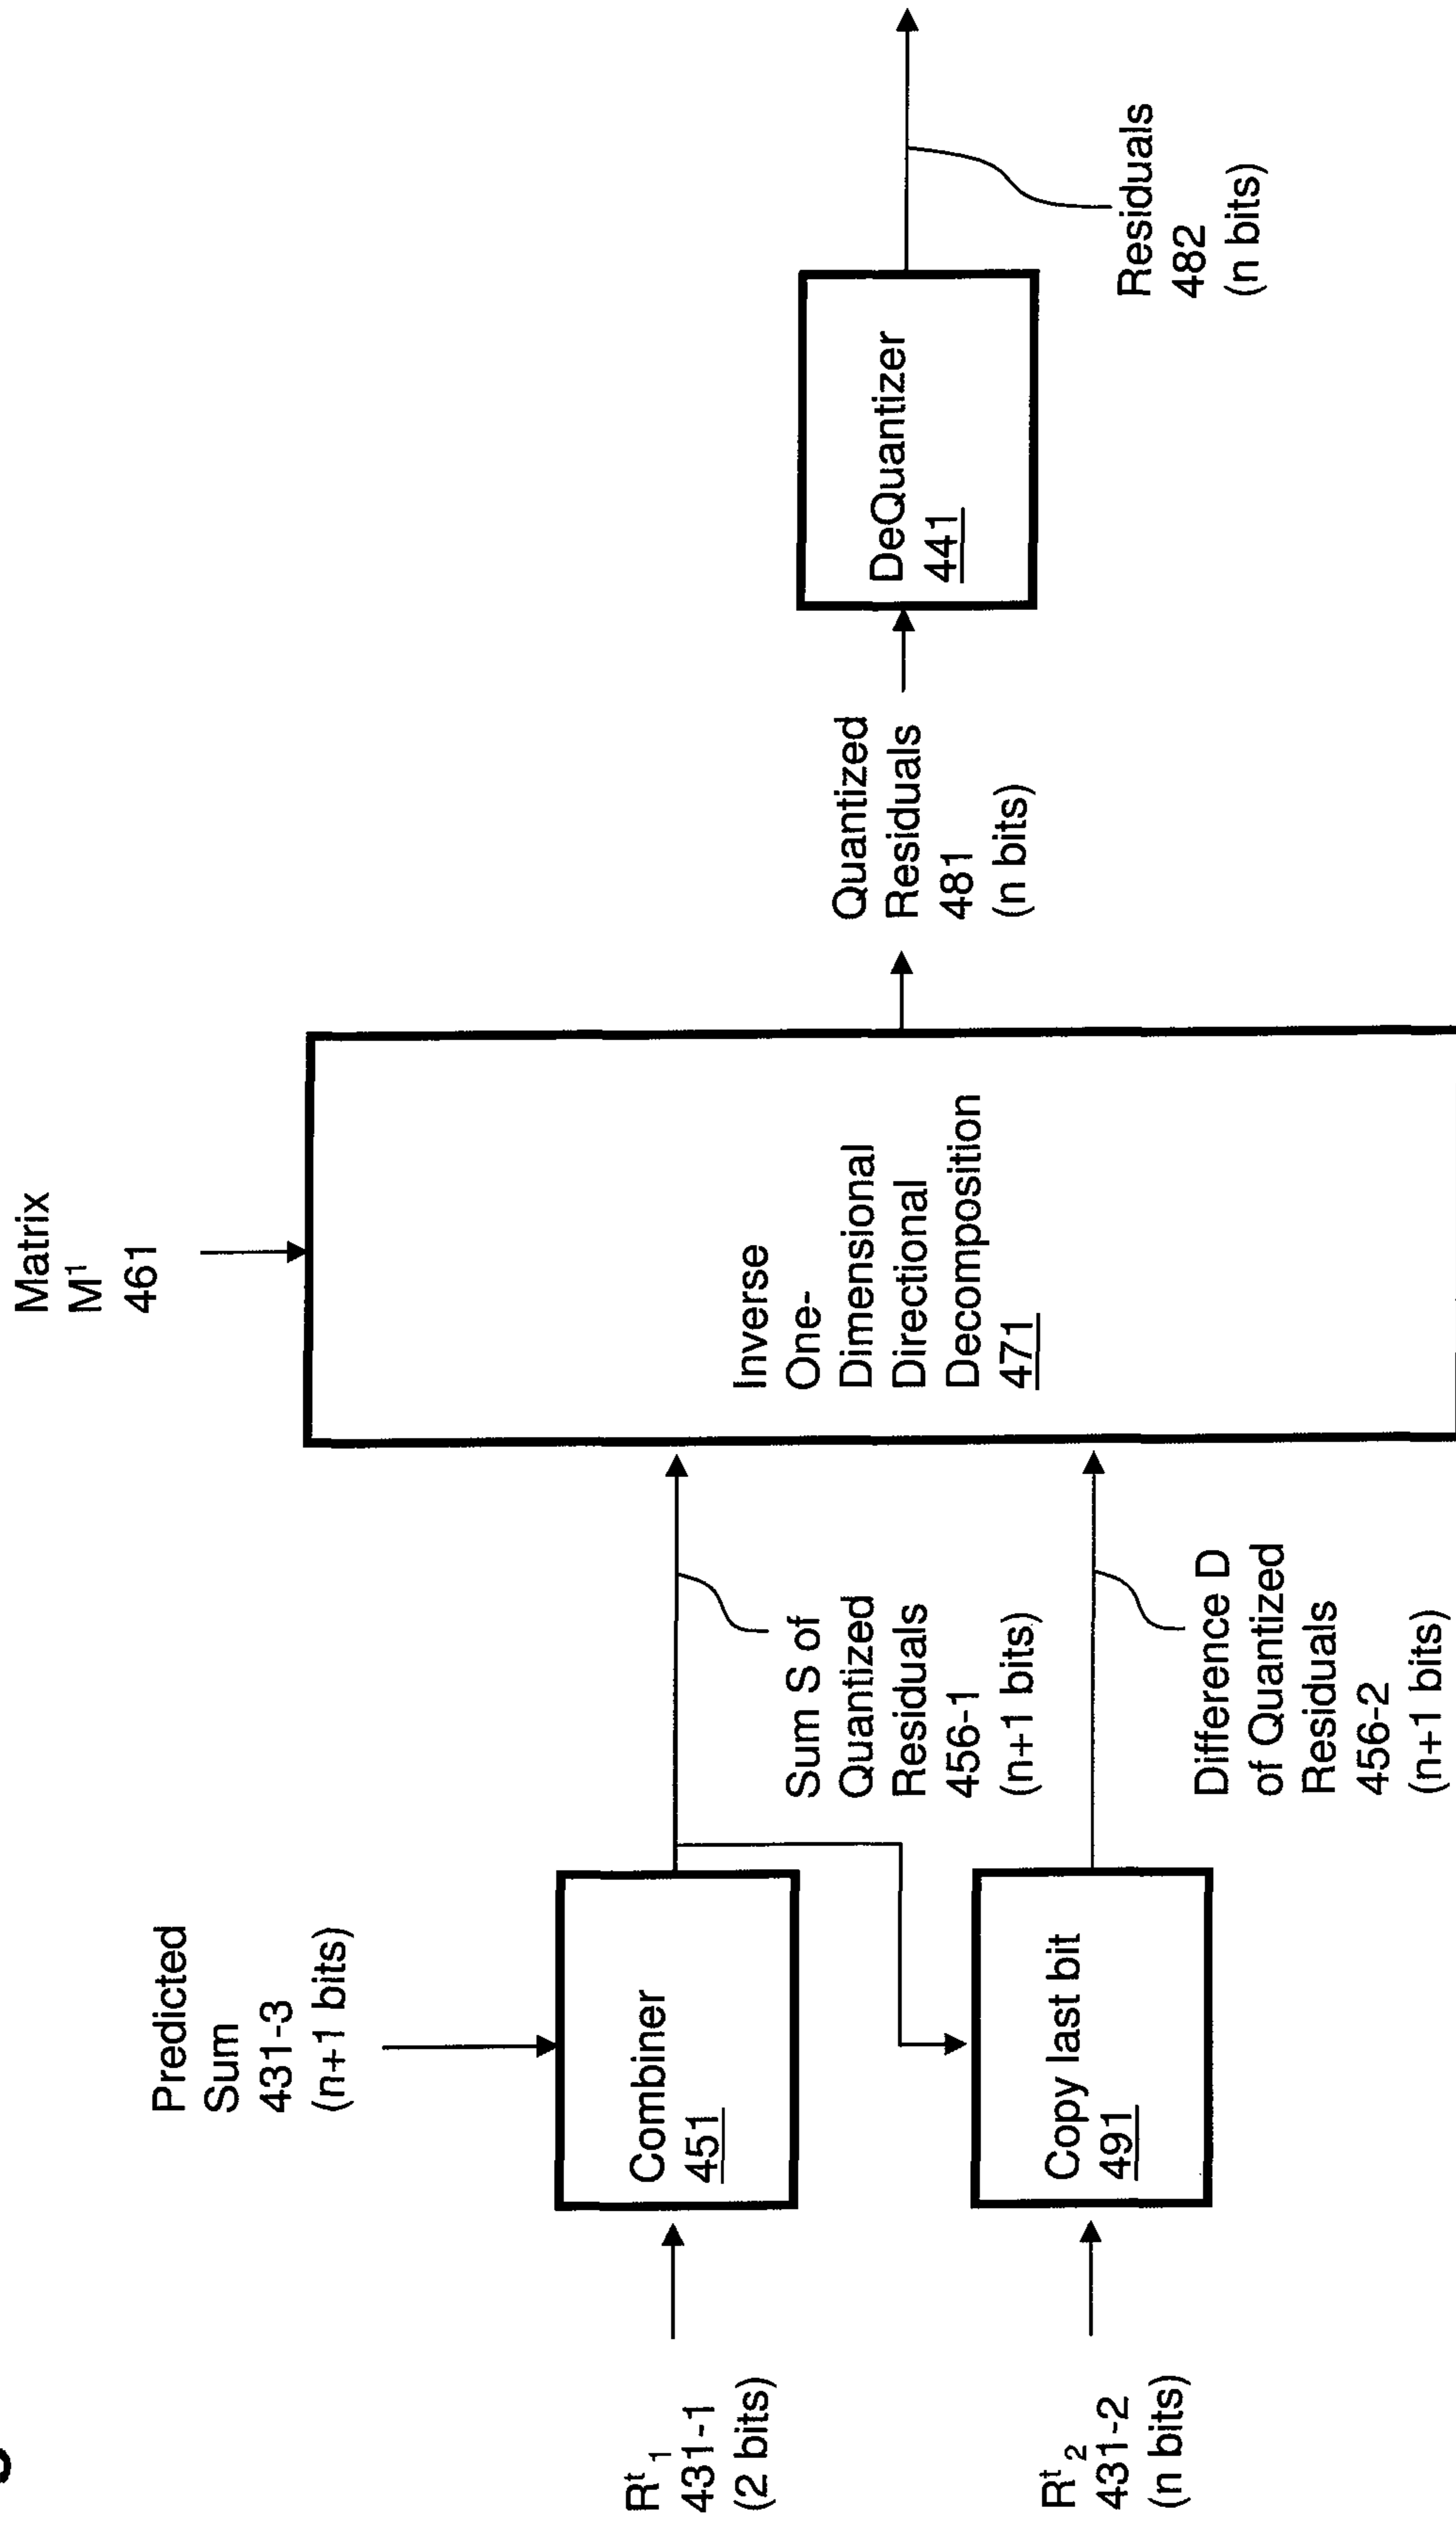 Matrix
M¹
461
Predicted
Sum
431-3
(n+1 bits)
Rᵗ₁
431-1
(2 bits)
Combiner
451
Sum S of
Quantized
Residuals
456-1
(n+1 bits)
Rᵗ₂
431-2
(n bits)
Copy last bit
491
Difference D
of Quantized
Residuals
456-2
(n+1 bits)
Inverse
One-
Dimensional
Directional
Decomposition
471
Quantized
Residuals
481
(n bits)
DeQuantizer
441
Residuals
482
(n bits)